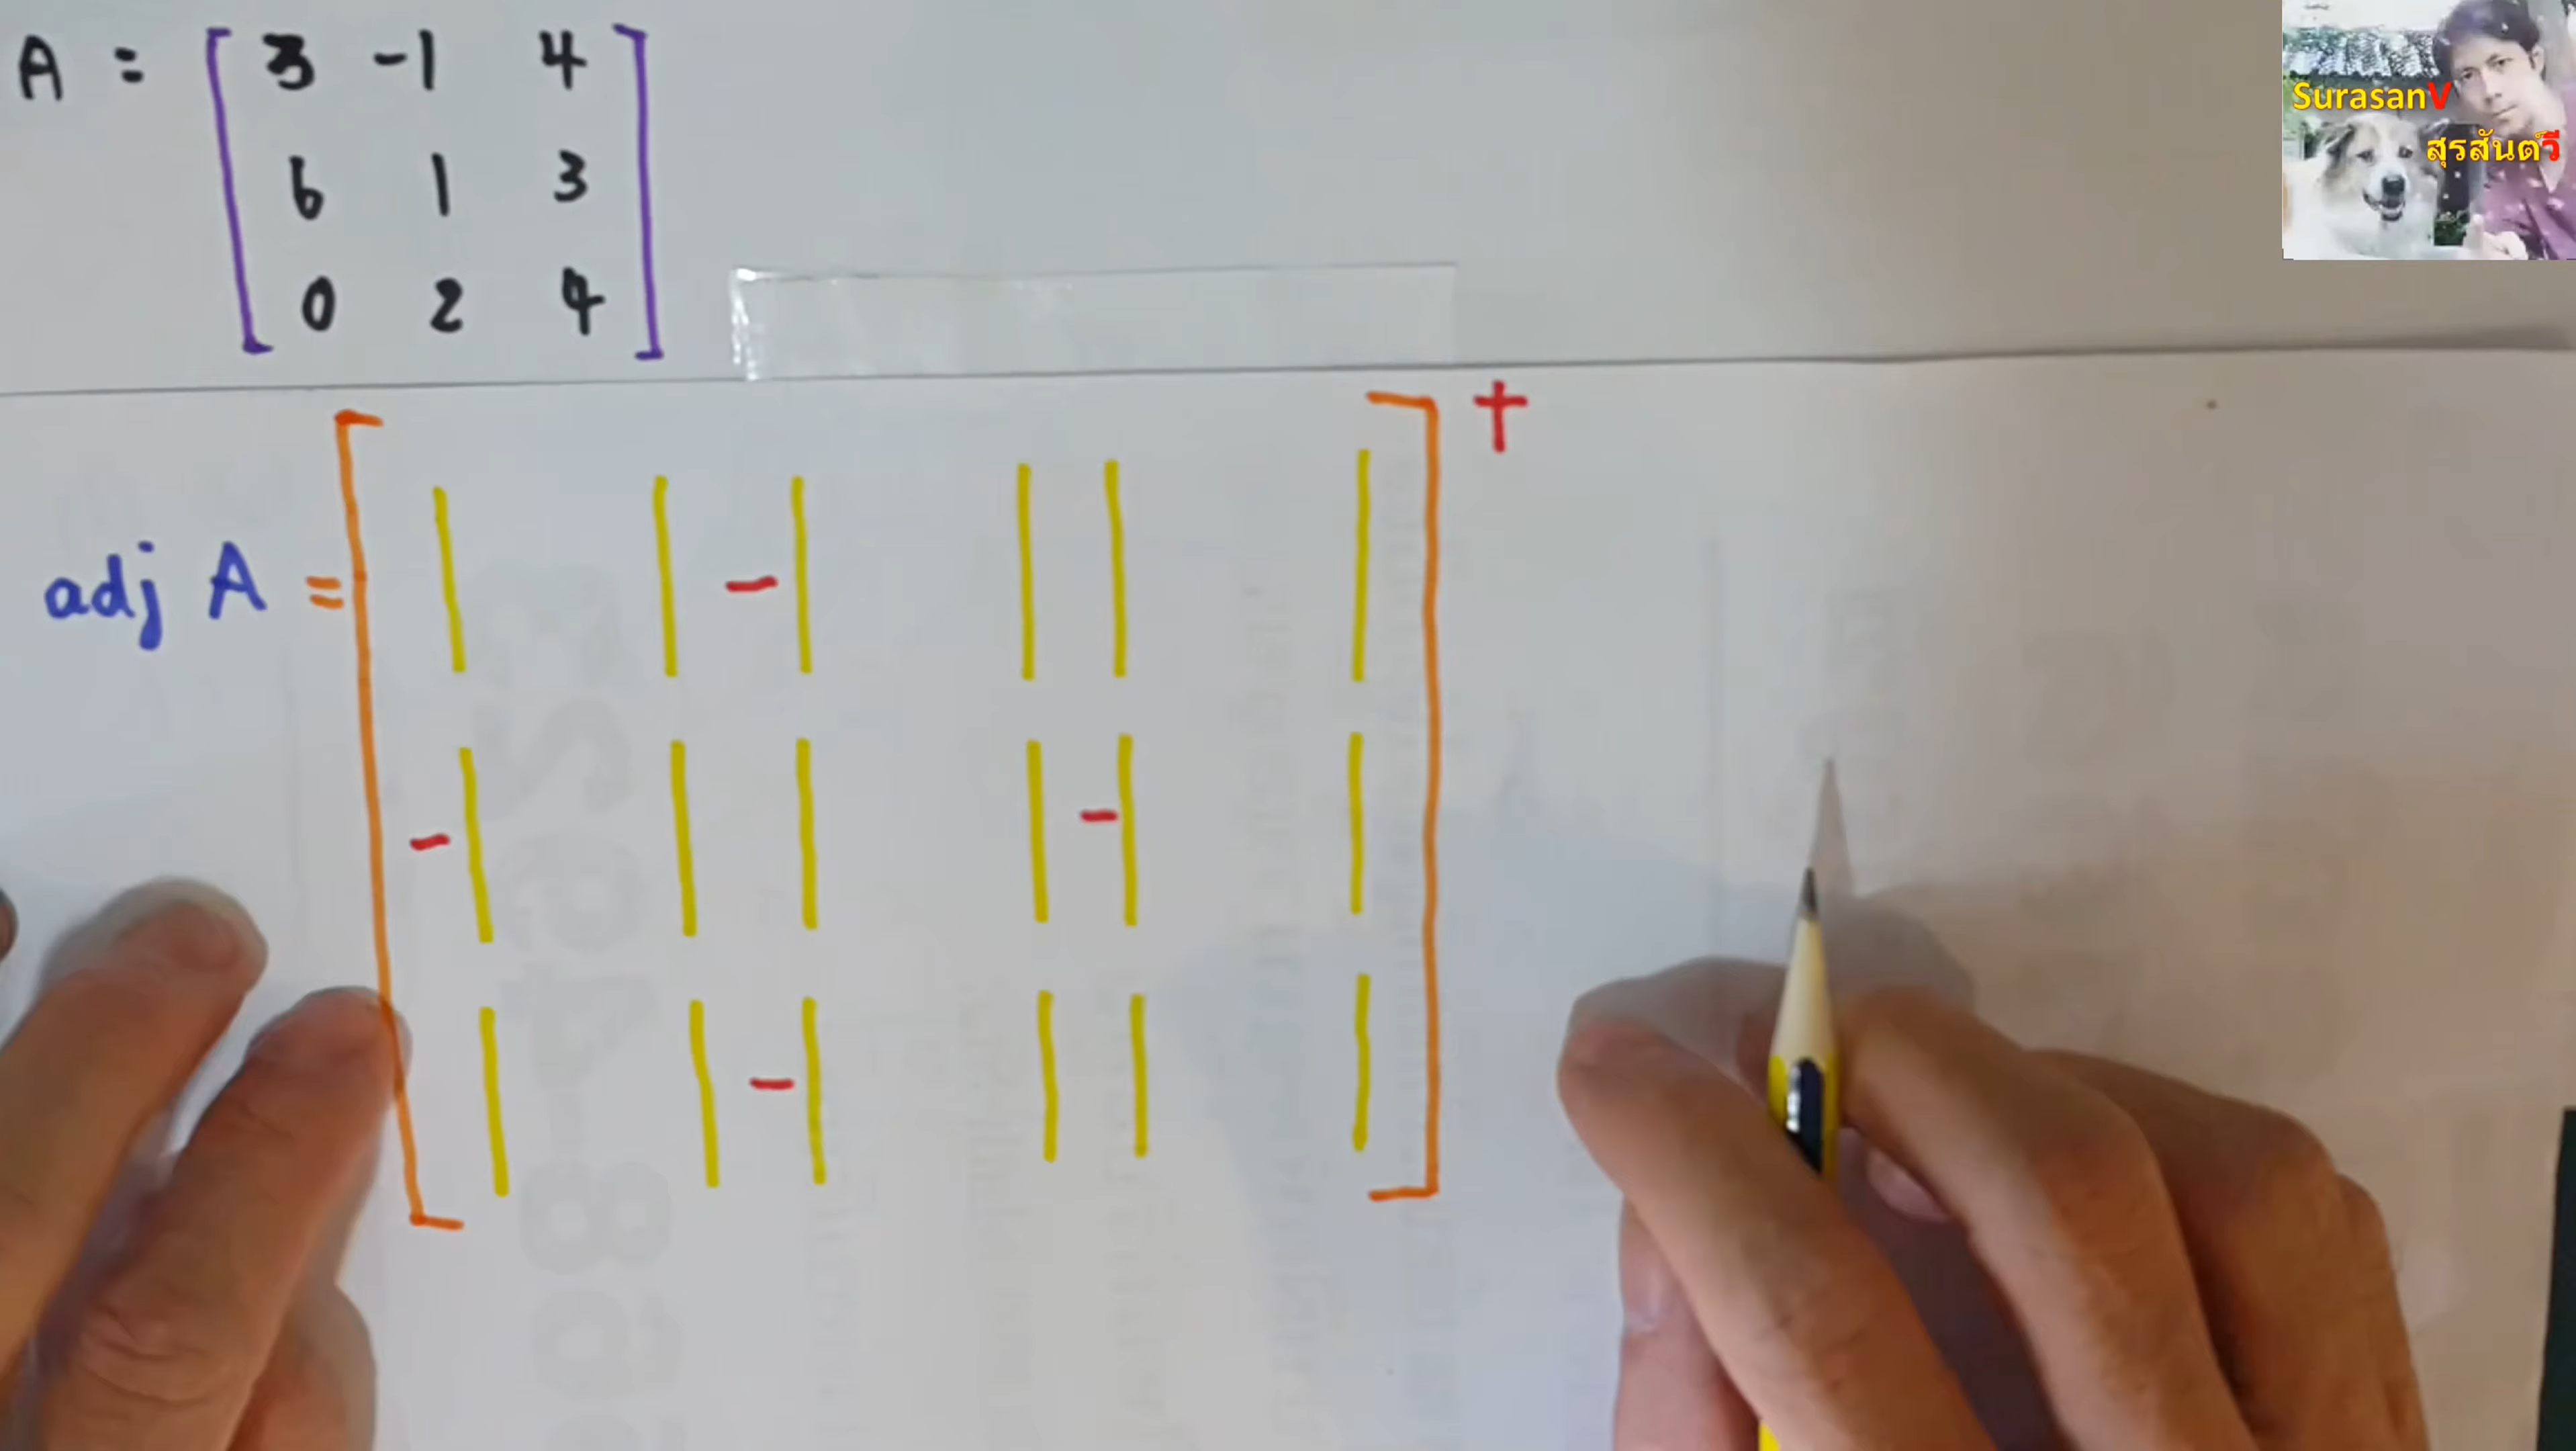 A = [ 3 -1 4
6 1 3
0 2 4 ]
SurasanV
สุรสันต์วี
adj A = [ | | - | | | | ] t
- | | | | - | |
| | - | | | |